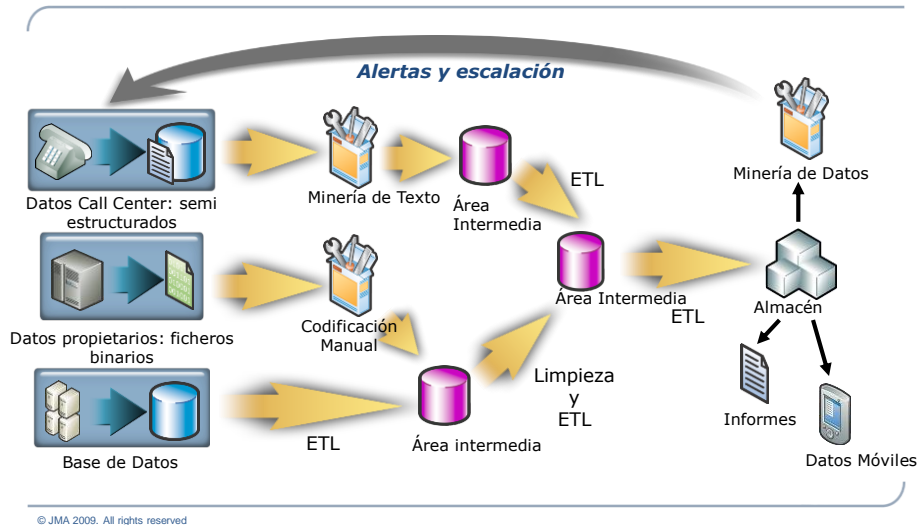 Alertas y escalación
Datos Call Center: semi
estructurados
Minería de Texto
Área
Intermedia
ETL
Minería de Datos
Datos propietarios: ficheros
binarios
Codificación
Manual
Área Intermedia
ETL
Almacén
Base de Datos
ETL
Área intermedia
Limpieza
y
ETL
Informes
Datos Móviles
© JMA 2009. All rights reserved